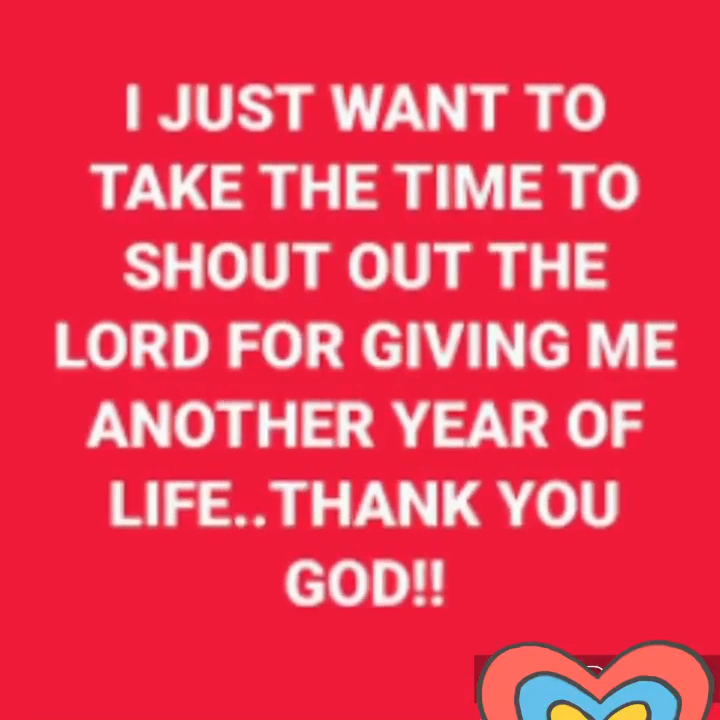 I JUST WANT TO
TAKE THE TIME TO
SHOUT OUT THE
LORD FOR GIVING ME
ANOTHER YEAR OF
LIFE..THANK YOU
GOD!!